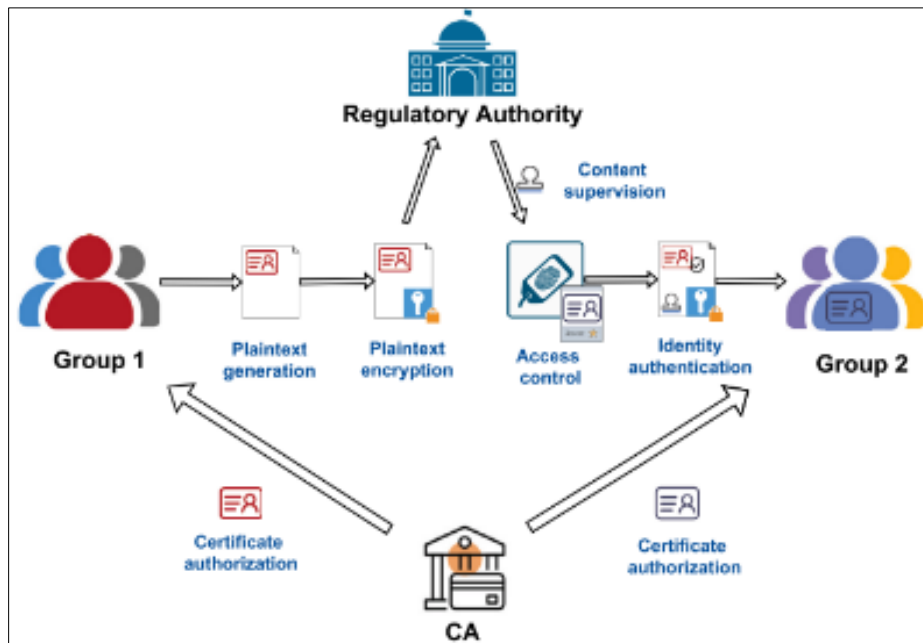 Regulatory Authority
Content
supervision
Group 1
Plaintext
generation
Plaintext
encryption
Access
control
Identity
authentication
Group 2
Certificate
authorization
Certificate
authorization
CA